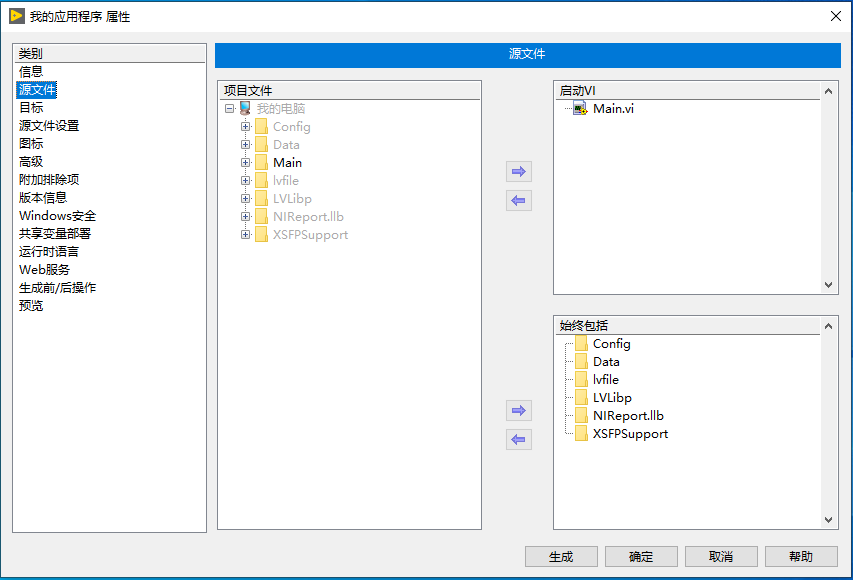 我的应用程序 属性
类别
信息
源文件
目标
源文件设置
图标
高级
附加排除项
版本信息
Windows安全
共享变量部署
运行时语言
Web服务
生成前/后操作
预览
源文件
项目文件
我的电脑
Config
Data
Main
lvfile
LVLibp
NIReport.llb
XSFPSupport
启动VI
Main.vi
始终包括
Config
Data
lvfile
LVLibp
NIReport.llb
XSFPSupport
生成
确定
取消
帮助